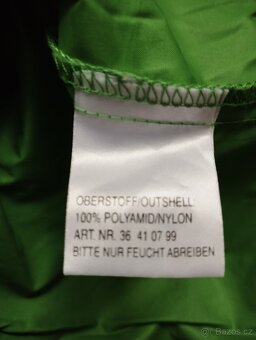 OBERSTOFF/OUTSHELL:
100% POLYAMID/NYLON
ART. NR. 36 41 07 99
BITTE NUR FEUCHT ABREIBEN
Bazos.cz